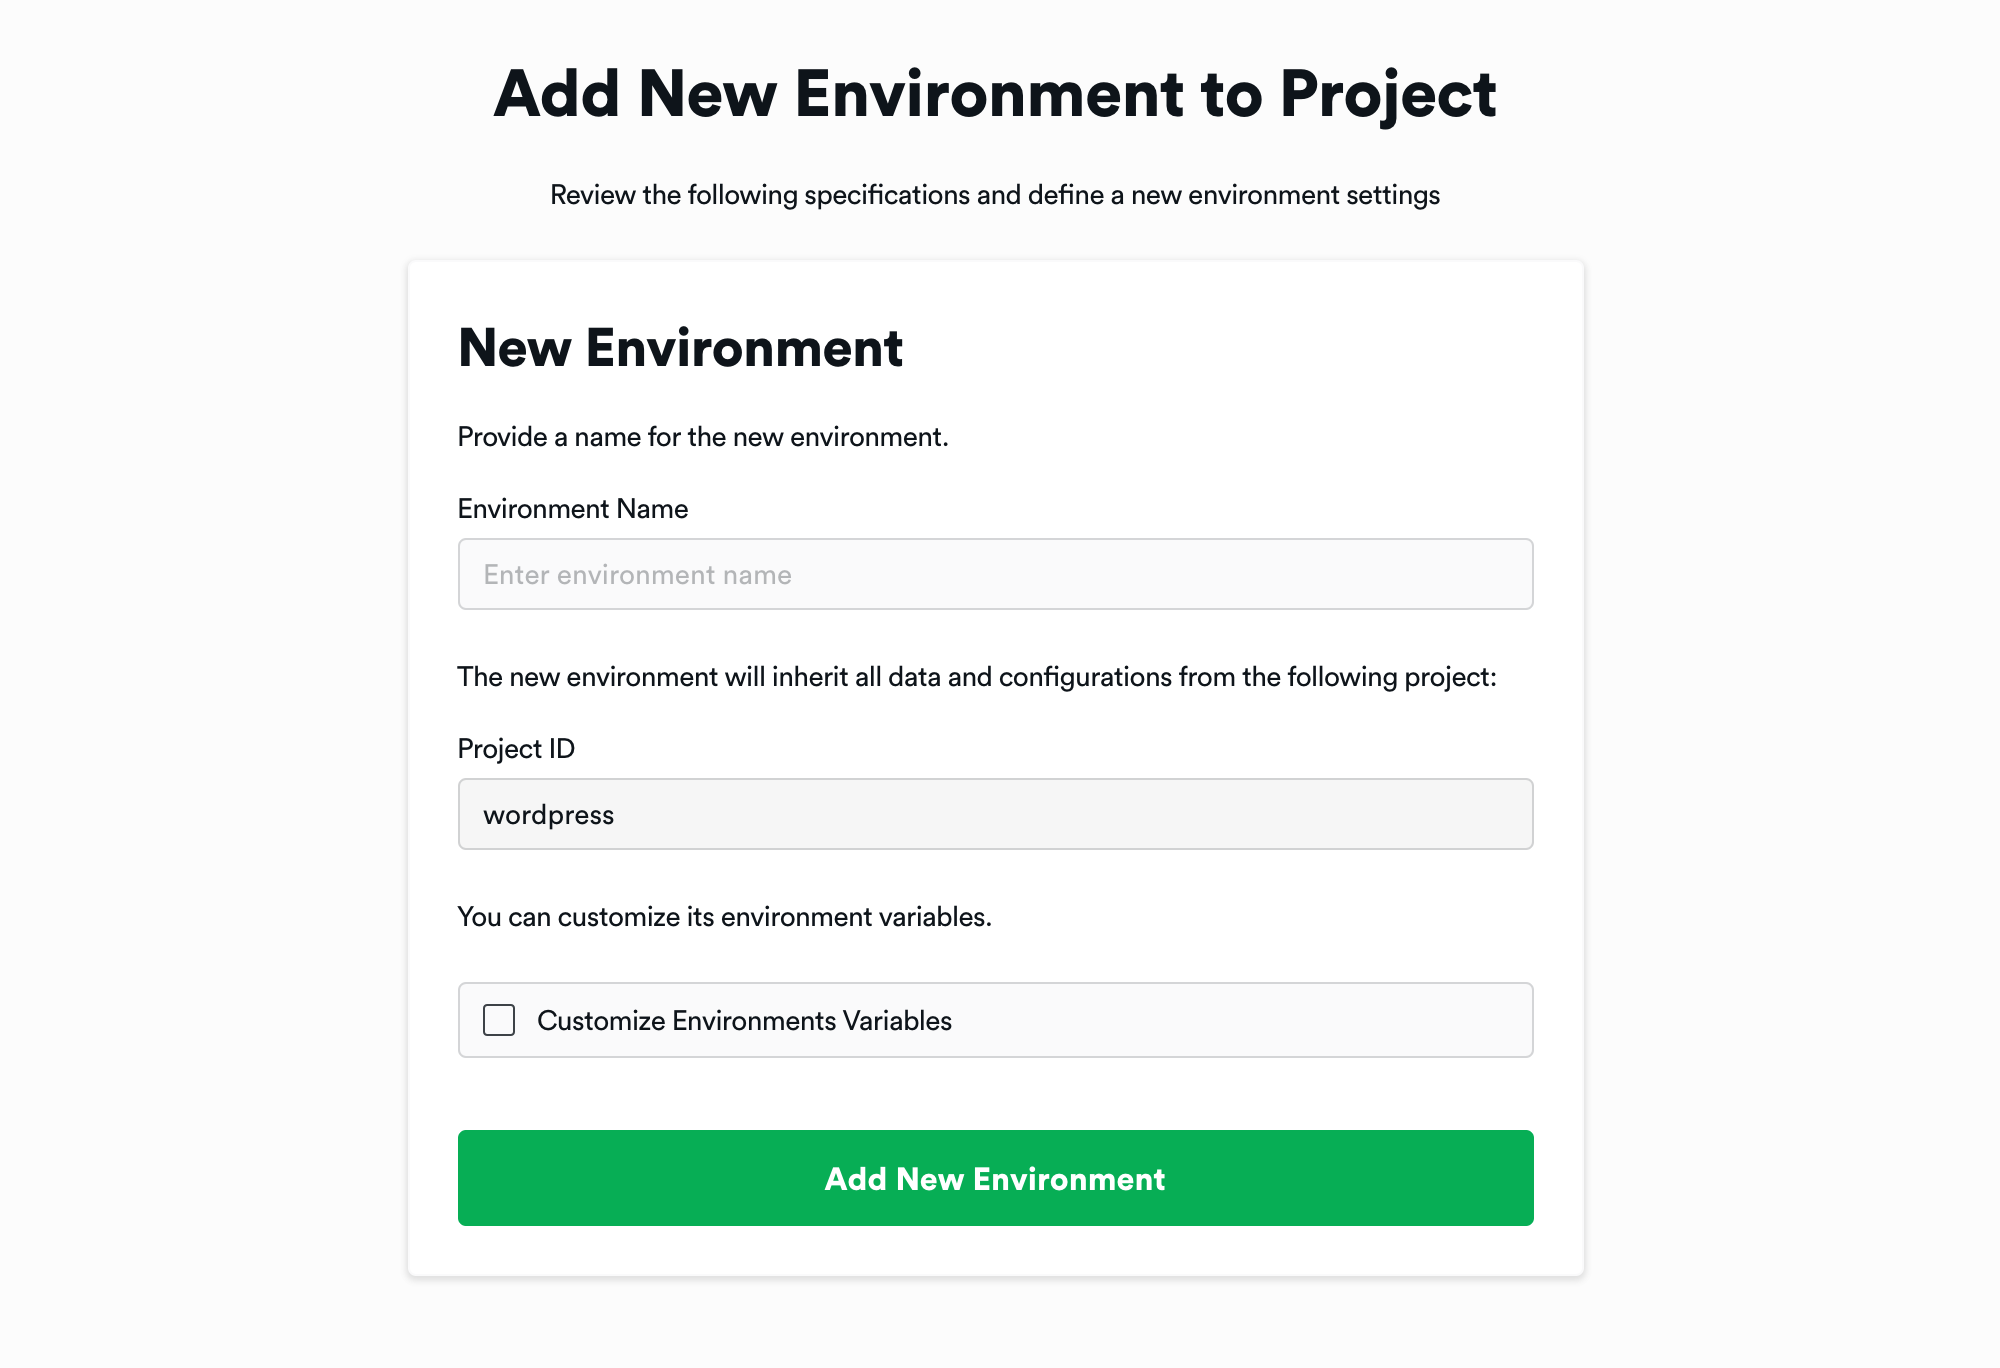 Add New Environment to Project
Review the following specifications and define a new environment settings
New Environment
Provide a name for the new environment.
Environment Name
Enter environment name
The new environment will inherit all data and configurations from the following project:
Project ID
wordpress
You can customize its environment variables.
Customize Environments Variables
Add New Environment